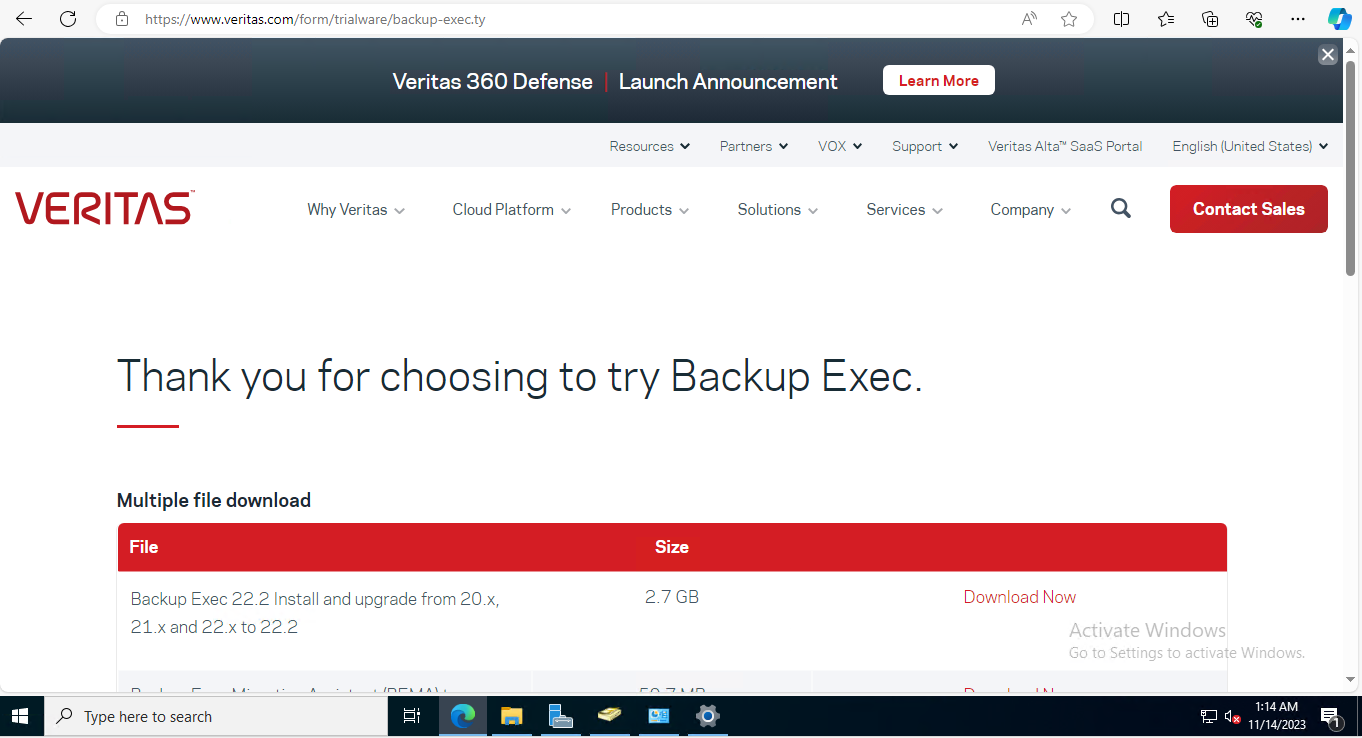 https://www.veritas.com/form/trialware/backup-exec.ty
Veritas 360 Defense | Launch Announcement Learn More
Resources Partners VOX Support Veritas Alta™ SaaS Portal English (United States)
VERITAS™ Why Veritas Cloud Platform Products Solutions Services Company Contact Sales
Thank you for choosing to try Backup Exec.
Multiple file download
File Size
Backup Exec 22.2 Install and upgrade from 20.x, 2.7 GB Download Now
21.x and 22.x to 22.2
Activate Windows
Go to Settings to activate Windows.
Type here to search
1:14 AM
11/14/2023
1